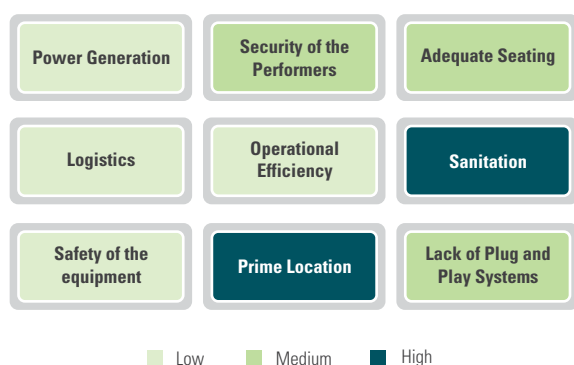 Power Generation
Security of the
Performers
Adequate Seating
Logistics
Operational
Efficiency
Sanitation
Safety of the
equipment
Prime Location
Lack of Plug and
Play Systems
Low
Medium
High